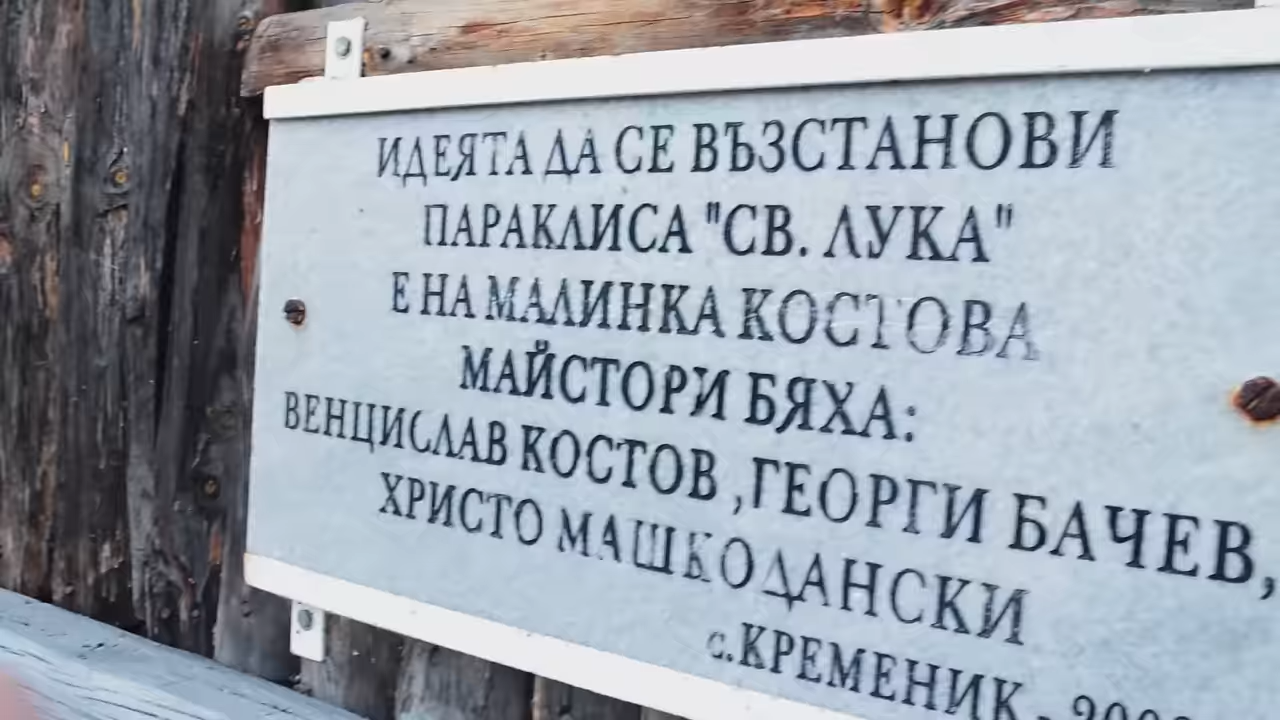 ИДЕЯТА ДА СЕ ВЪЗСТАНОВИ
ПАРАКЛИСА "СВ. ЛУКА"
Е НА МАЛИНКА КОСТОВА
МАЙСТОРИ БЯХА:
ВЕНЦИСЛАВ КОСТОВ ,ГЕОРГИ БАЧЕВ,
ХРИСТО МАШКОДАНСКИ
с.КРЕМЕНИК -